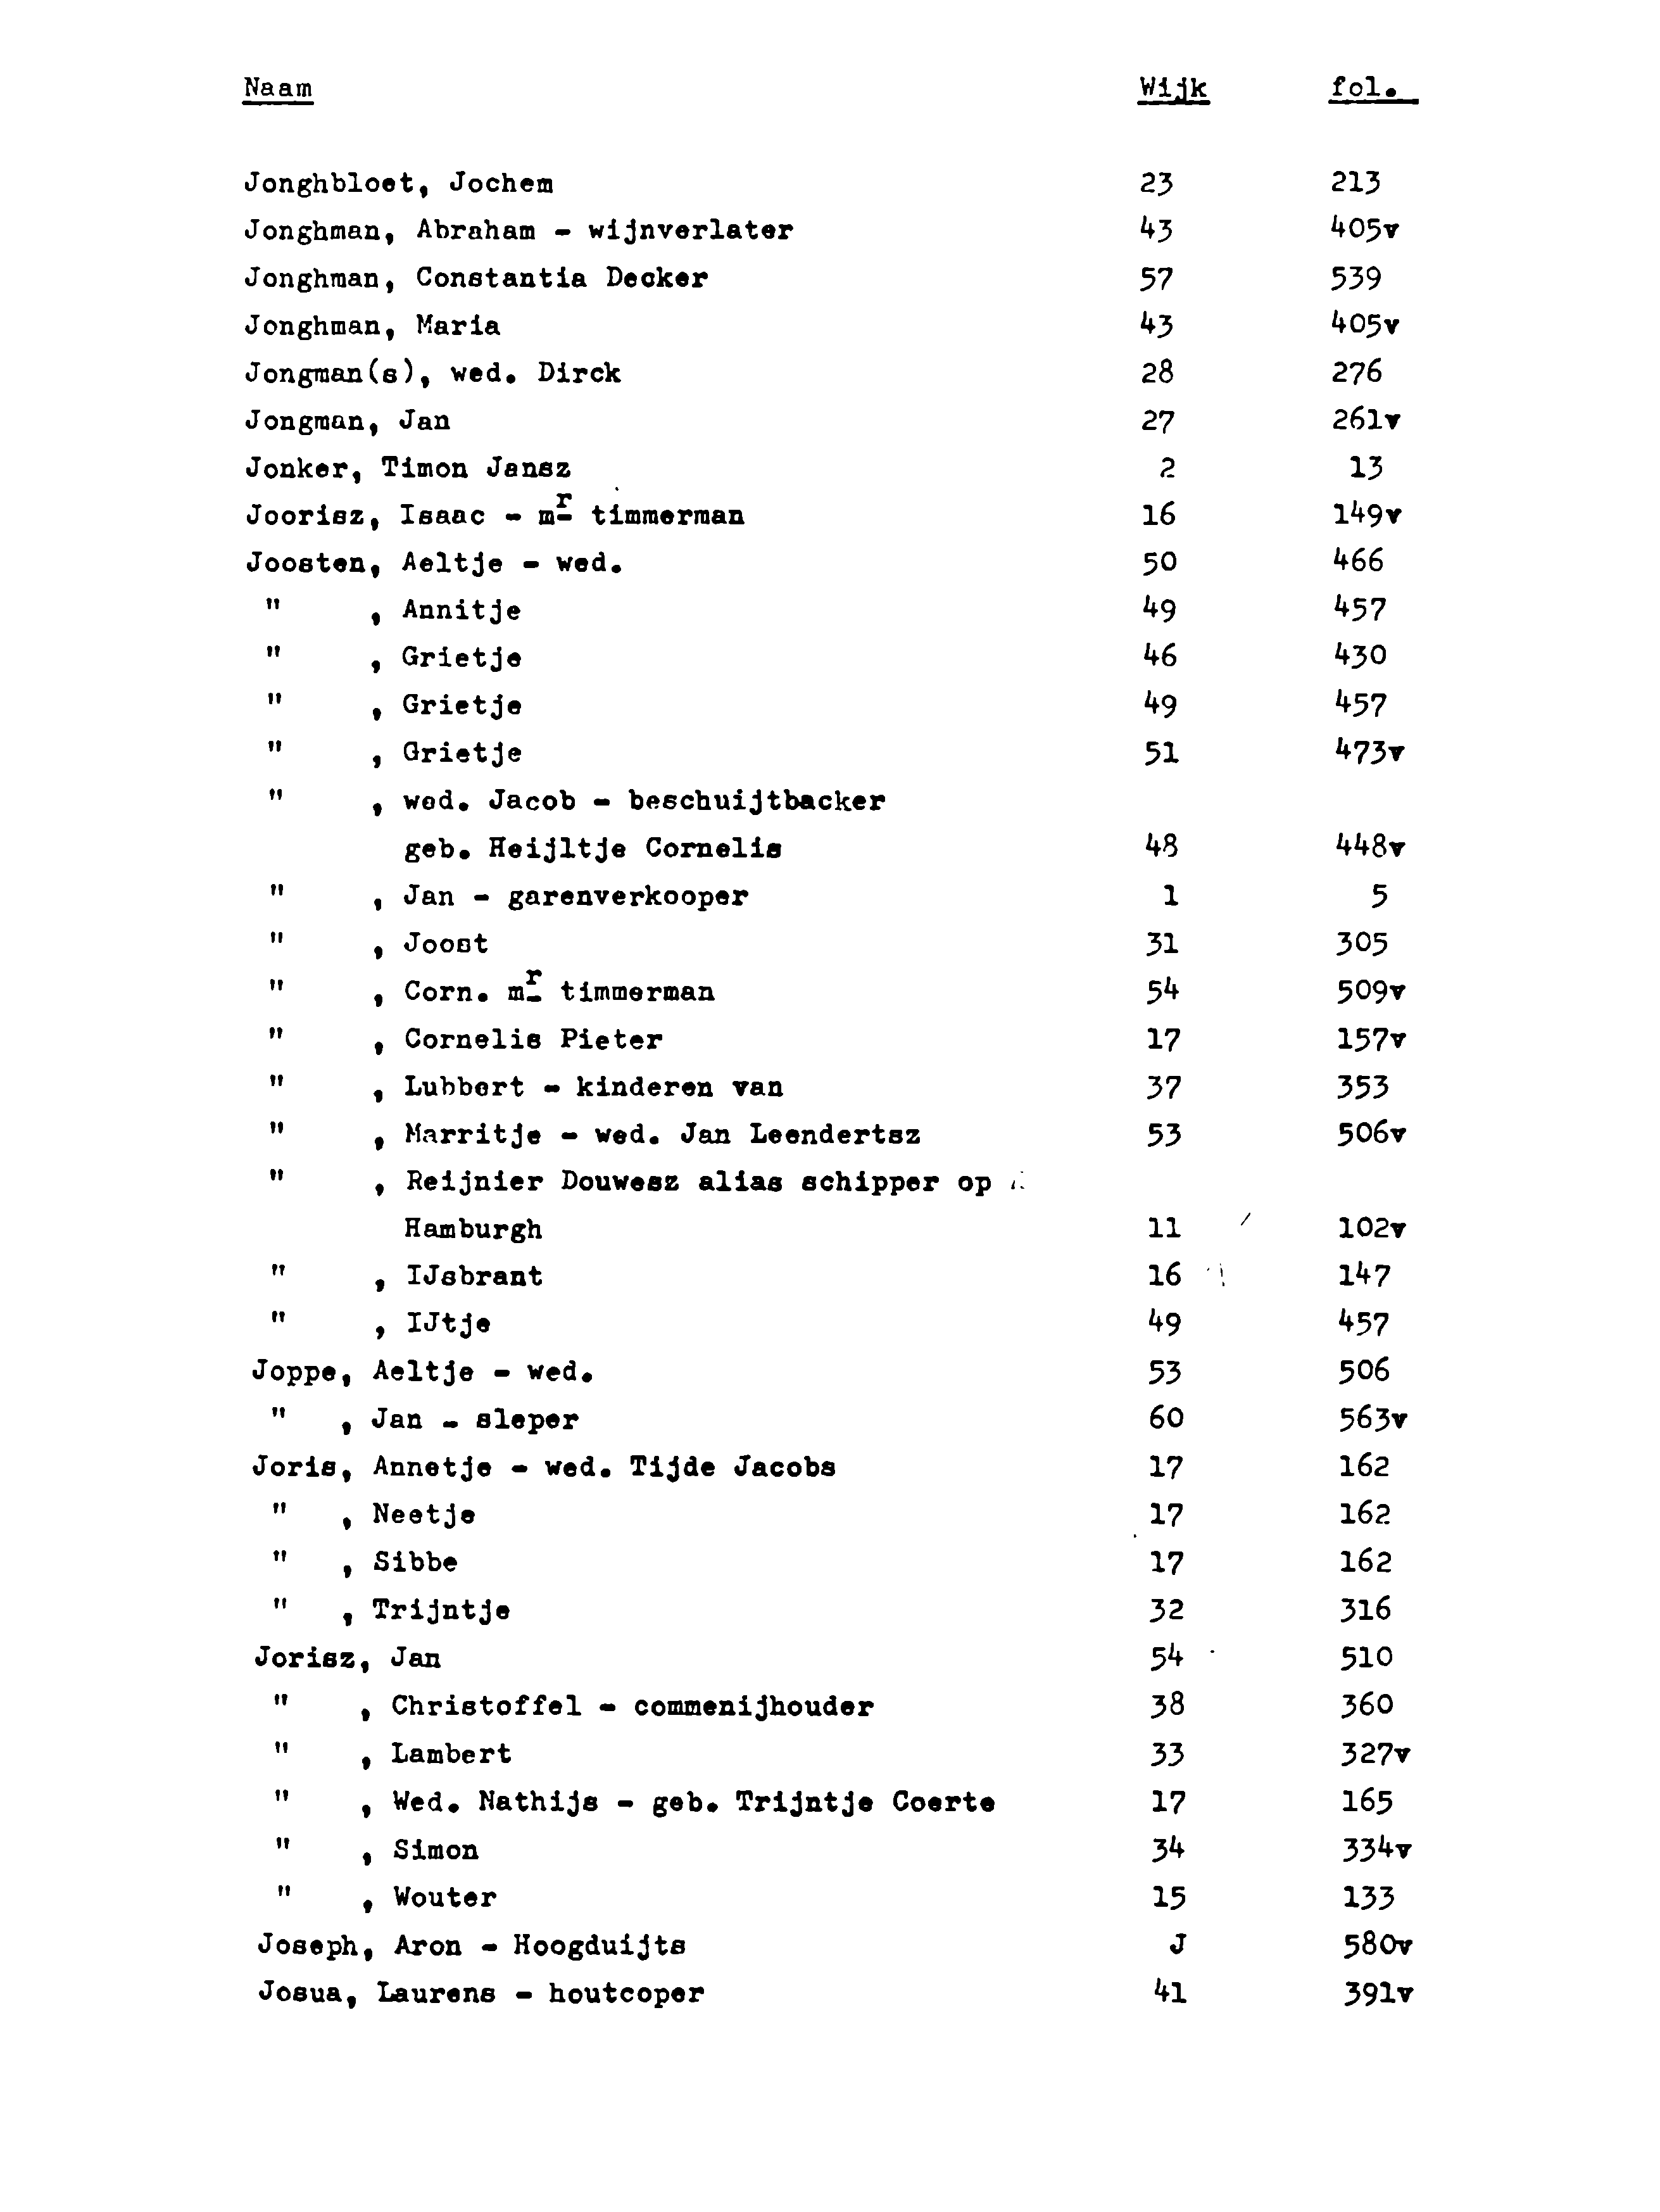 Naam Wijk fol.
Jonghbloet, Jochem 23 213
Jonghman, Abraham - wijnverlater 43 405v
Jonghman, Constantia Decker 57 539
Jonghman, Maria 43 405v
Jongman(s), wed. Dirck 28 276
Jongman, Jan 27 261v
Jonker, Timon Jansz 2 13
Joorisz, Isaac - mr timmerman 16 149v
Joosten, Aeltje - wed. 50 466
" , Annitje 49 457
" , Grietje 46 430
" , Grietje 49 457
" , Grietje 51 473v
" , wed. Jacob - beschuijtbacker
geb. Heijltje Cornelis 48 448v
" , Jan - garenverkooper 1 5
" , Joost 31 305
" , Corn. mr timmerman 54 509v
" , Cornelis Pieter 17 157v
" , Lubbert - kinderen van 37 353
" , Marritje - wed. Jan Leendertsz 53 506v
" , Reijnier Douwesz alias schipper op
Hamburgh 11 102v
" , IJsbrant 16 147
" , IJtje 49 457
Joppe, Aeltje - wed. 53 506
" , Jan - sleper 60 563v
Joris, Annetje - wed. Tijde Jacobs 17 162
" , Neetje 17 162
" , Sibbe 17 162
" , Trijntje 32 316
Jorisz, Jan 54 510
" , Christoffel - commenijhouder 38 360
" , Lambert 33 327v
" , Wed. Nathijs - geb. Trijntje Coerte 17 165
" , Simon 34 334v
" , Wouter 15 133
Joseph, Aron - Hoogduijts J 580v
Josua, Laurens - houtcoper 41 391v